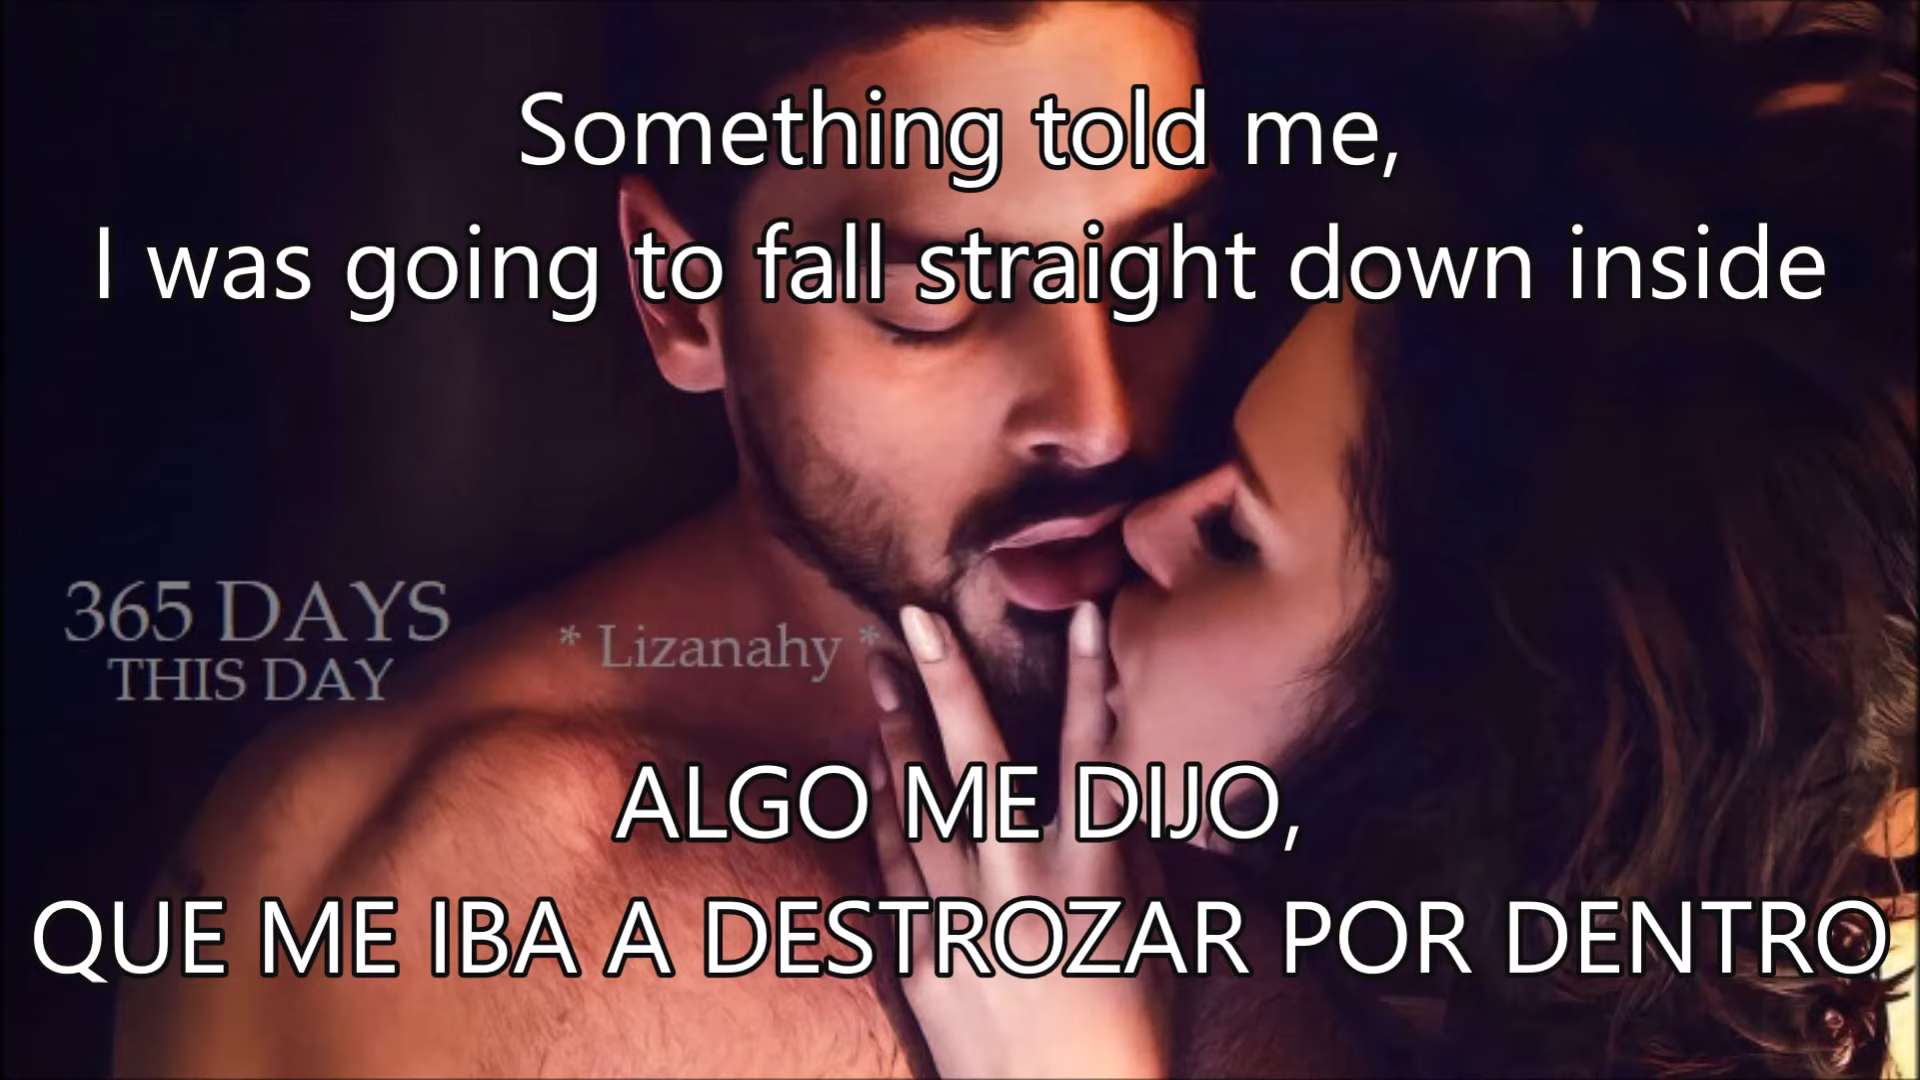 Something told me,
I was going to fall straight down inside
365 DAYS
THIS DAY
* Lizanahy *
ALGO ME DIJO,
QUE ME IBA A DESTROZAR POR DENTRO